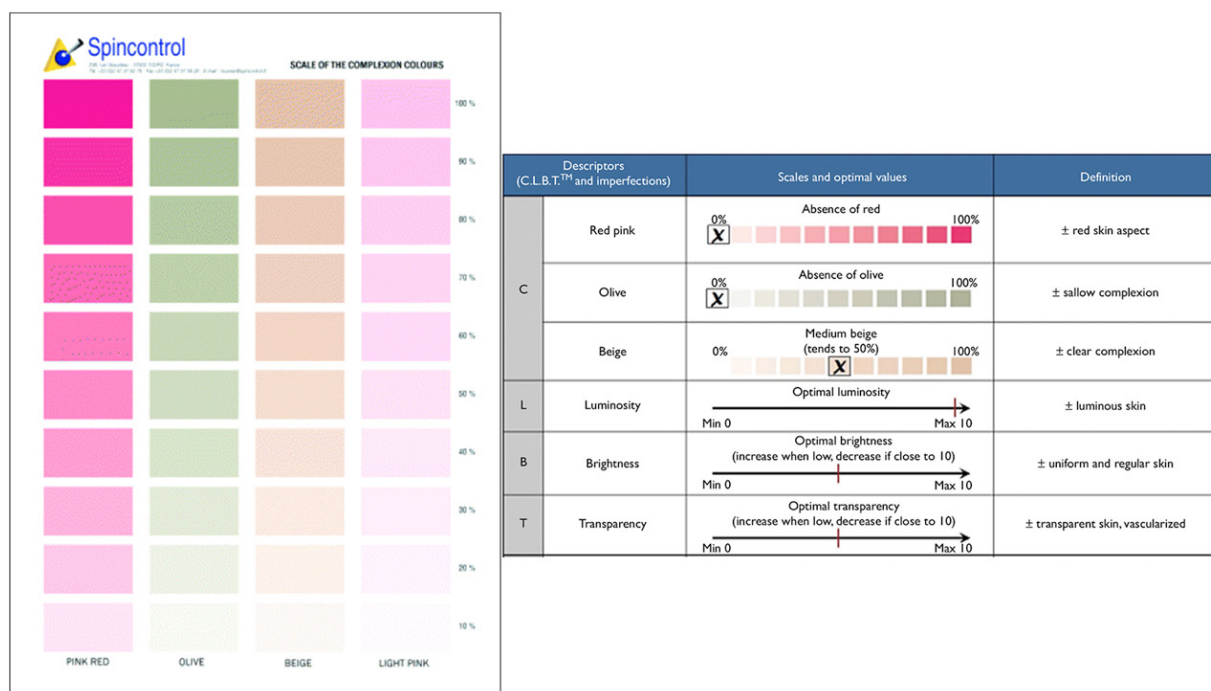 Spincontrol
SCALE OF THE COMPLEXION COLOURS
100 %
90 %
80 %
70 %
60 %
50 %
40 %
30 %
20 %
10 %
PINK RED OLIVE BEIGE LIGHT PINK
Descriptors
(C.L.B.T.™ and imperfections)
Scales and optimal values
Definition
C
Red pink
Absence of red
0% 100%
X
± red skin aspect
Olive
Absence of olive
0% 100%
X
± sallow complexion
Beige
Medium beige
(tends to 50%)
0% 100%
X
± clear complexion
L
Luminosity
Optimal luminosity
Min 0 Max 10
± luminous skin
B
Brightness
Optimal brightness
(increase when low, decrease if close to 10)
Min 0 Max 10
± uniform and regular skin
T
Transparency
Optimal transparency
(increase when low, decrease if close to 10)
Min 0 Max 10
± transparent skin, vascularized